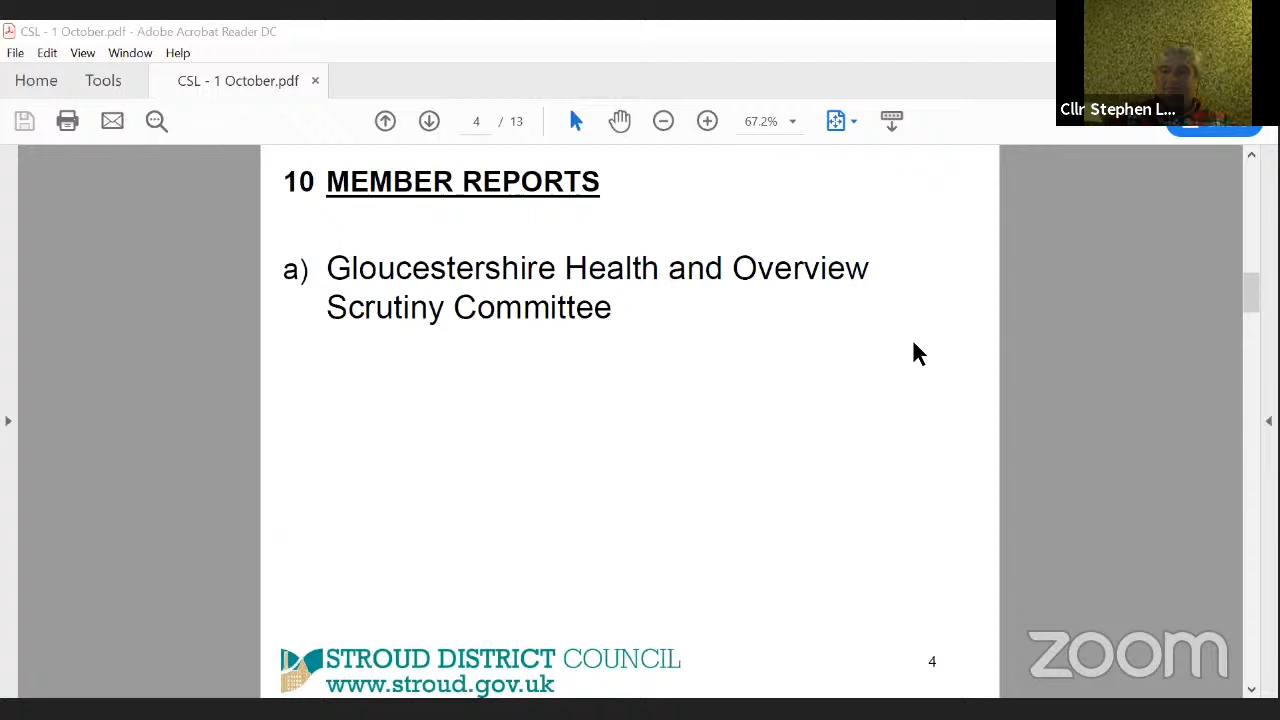 CSL - 1 October.pdf - Adobe Acrobat Reader DC
File Edit View Window Help
Home Tools CSL - 1 October.pdf ×
4 / 13 67.2%
Cllr Stephen L...
10 MEMBER REPORTS
a) Gloucestershire Health and Overview
Scrutiny Committee
STROUD DISTRICT COUNCIL
www.stroud.gov.uk
4
zoom